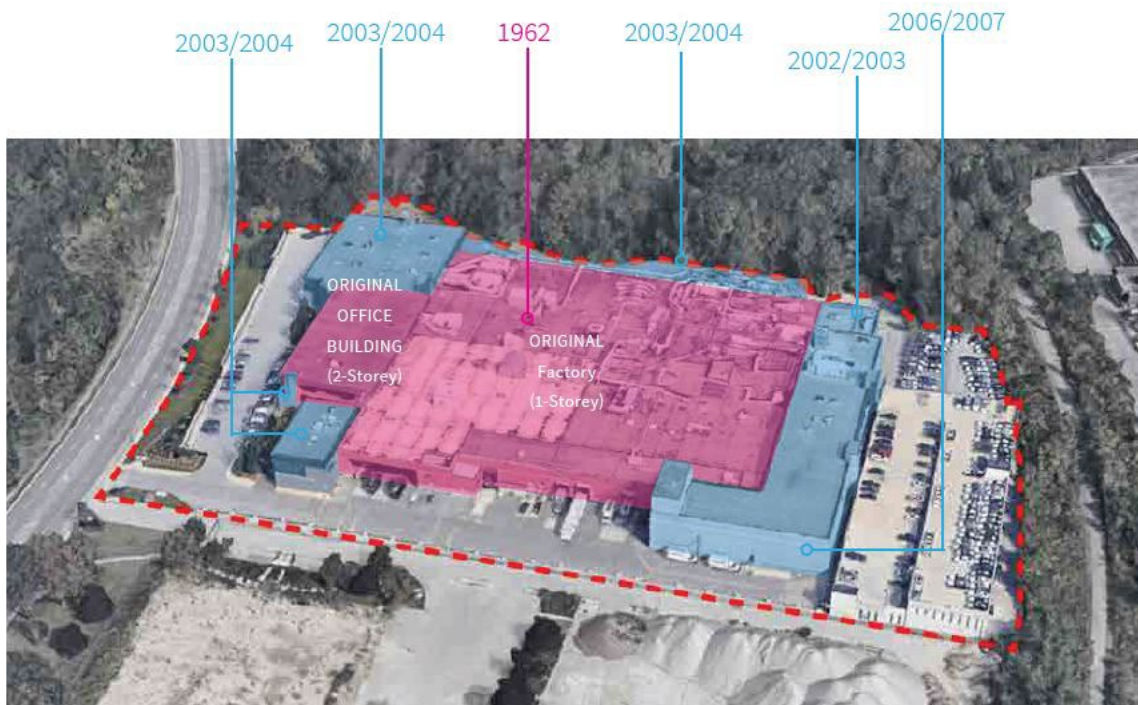 2003/2004
2003/2004
1962
2003/2004
2002/2003
2006/2007
ORIGINAL
OFFICE
BUILDING
(2-Storey)
ORIGINAL
Factory
(1-Storey)